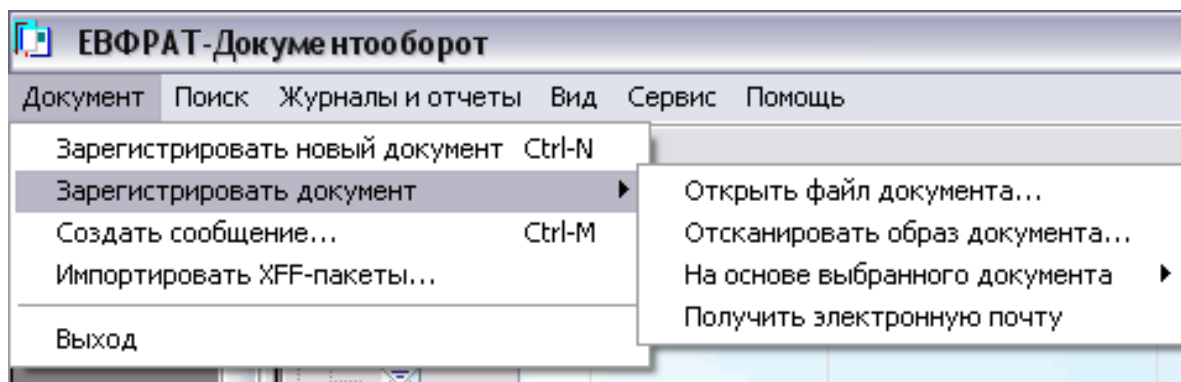 ЕВФРАТ-Документооборот
Документ Поиск Журналы и отчеты Вид Сервис Помощь
Зарегистрировать новый документ Ctrl-N
Зарегистрировать документ
Создать сообщение... Ctrl-M
Импортировать XFF-пакеты...
Выход
Открыть файл документа...
Отсканировать образ документа...
На основе выбранного документа
Получить электронную почту